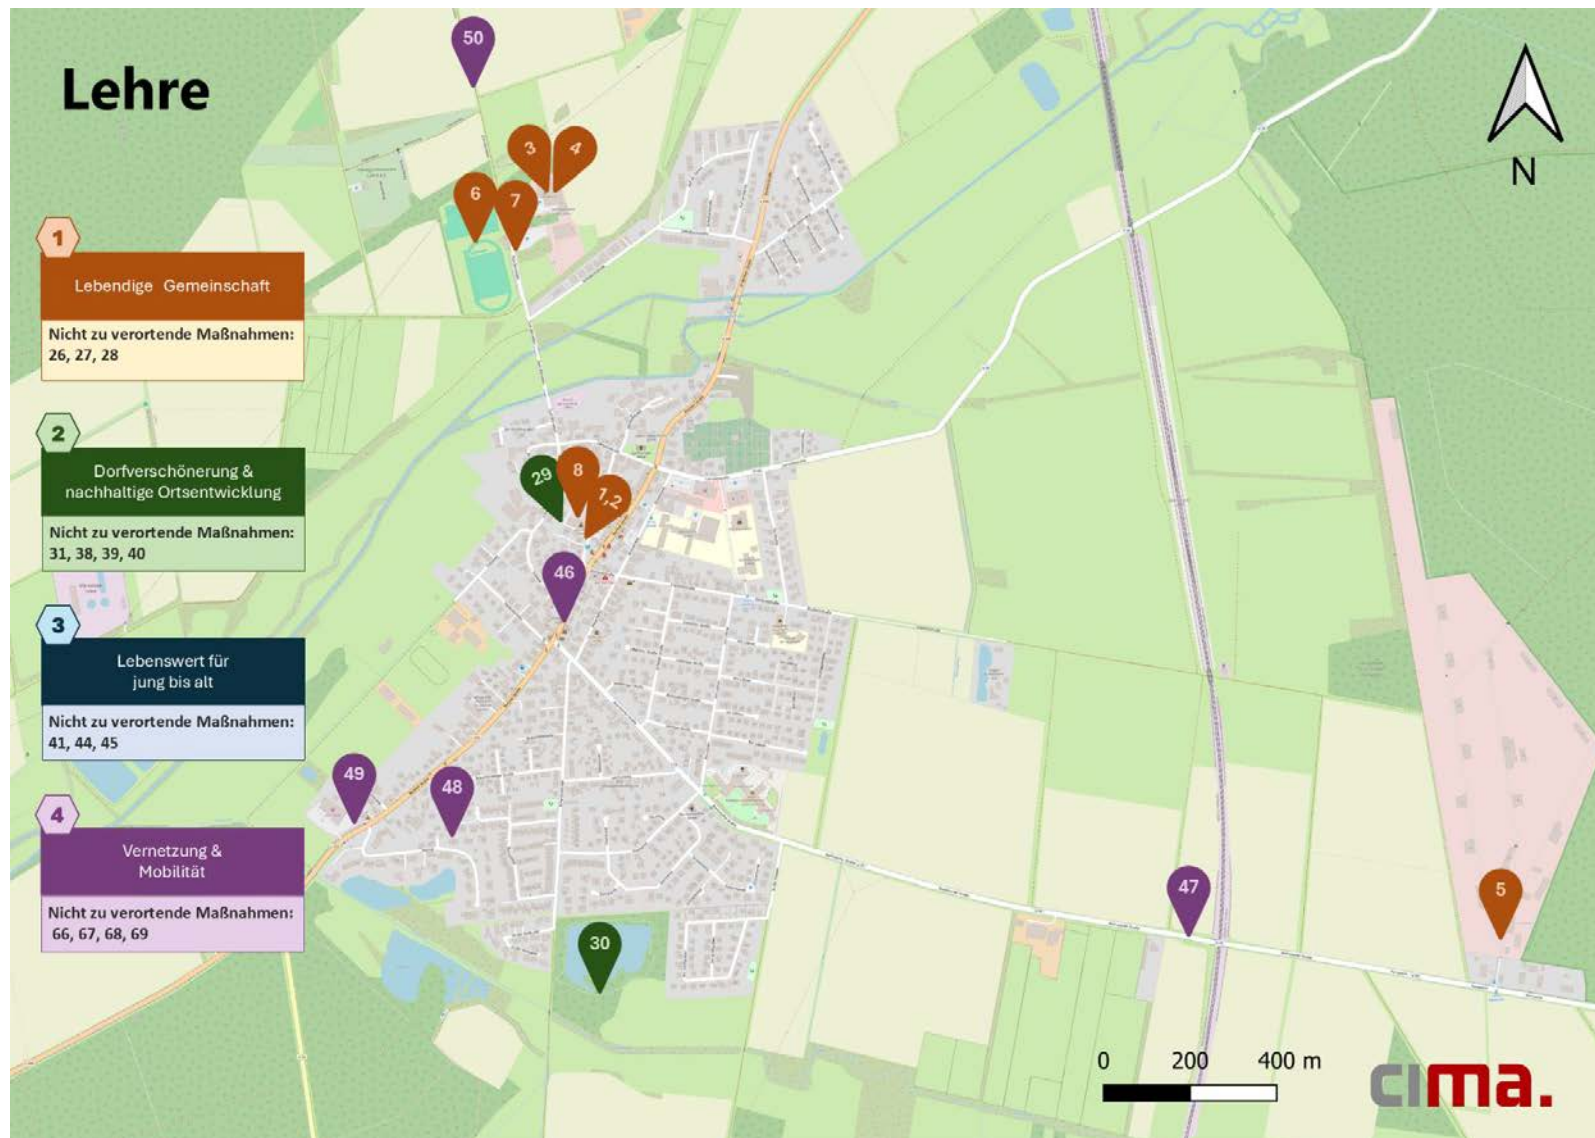 Lehre
50
3
4
6
7
N
1
Lebendige Gemeinschaft
Nicht zu verortende Maßnahmen:
26, 27, 28
2
Dorfverschönerung &
nachhaltige Ortsentwicklung
Nicht zu verortende Maßnahmen:
31, 38, 39, 40
29
8
1,2
46
3
Lebenswert für
jung bis alt
Nicht zu verortende Maßnahmen:
41, 44, 45
49
48
4
Vernetzung &
Mobilität
Nicht zu verortende Maßnahmen:
66, 67, 68, 69
30
47
5
0 200 400 m
cima.